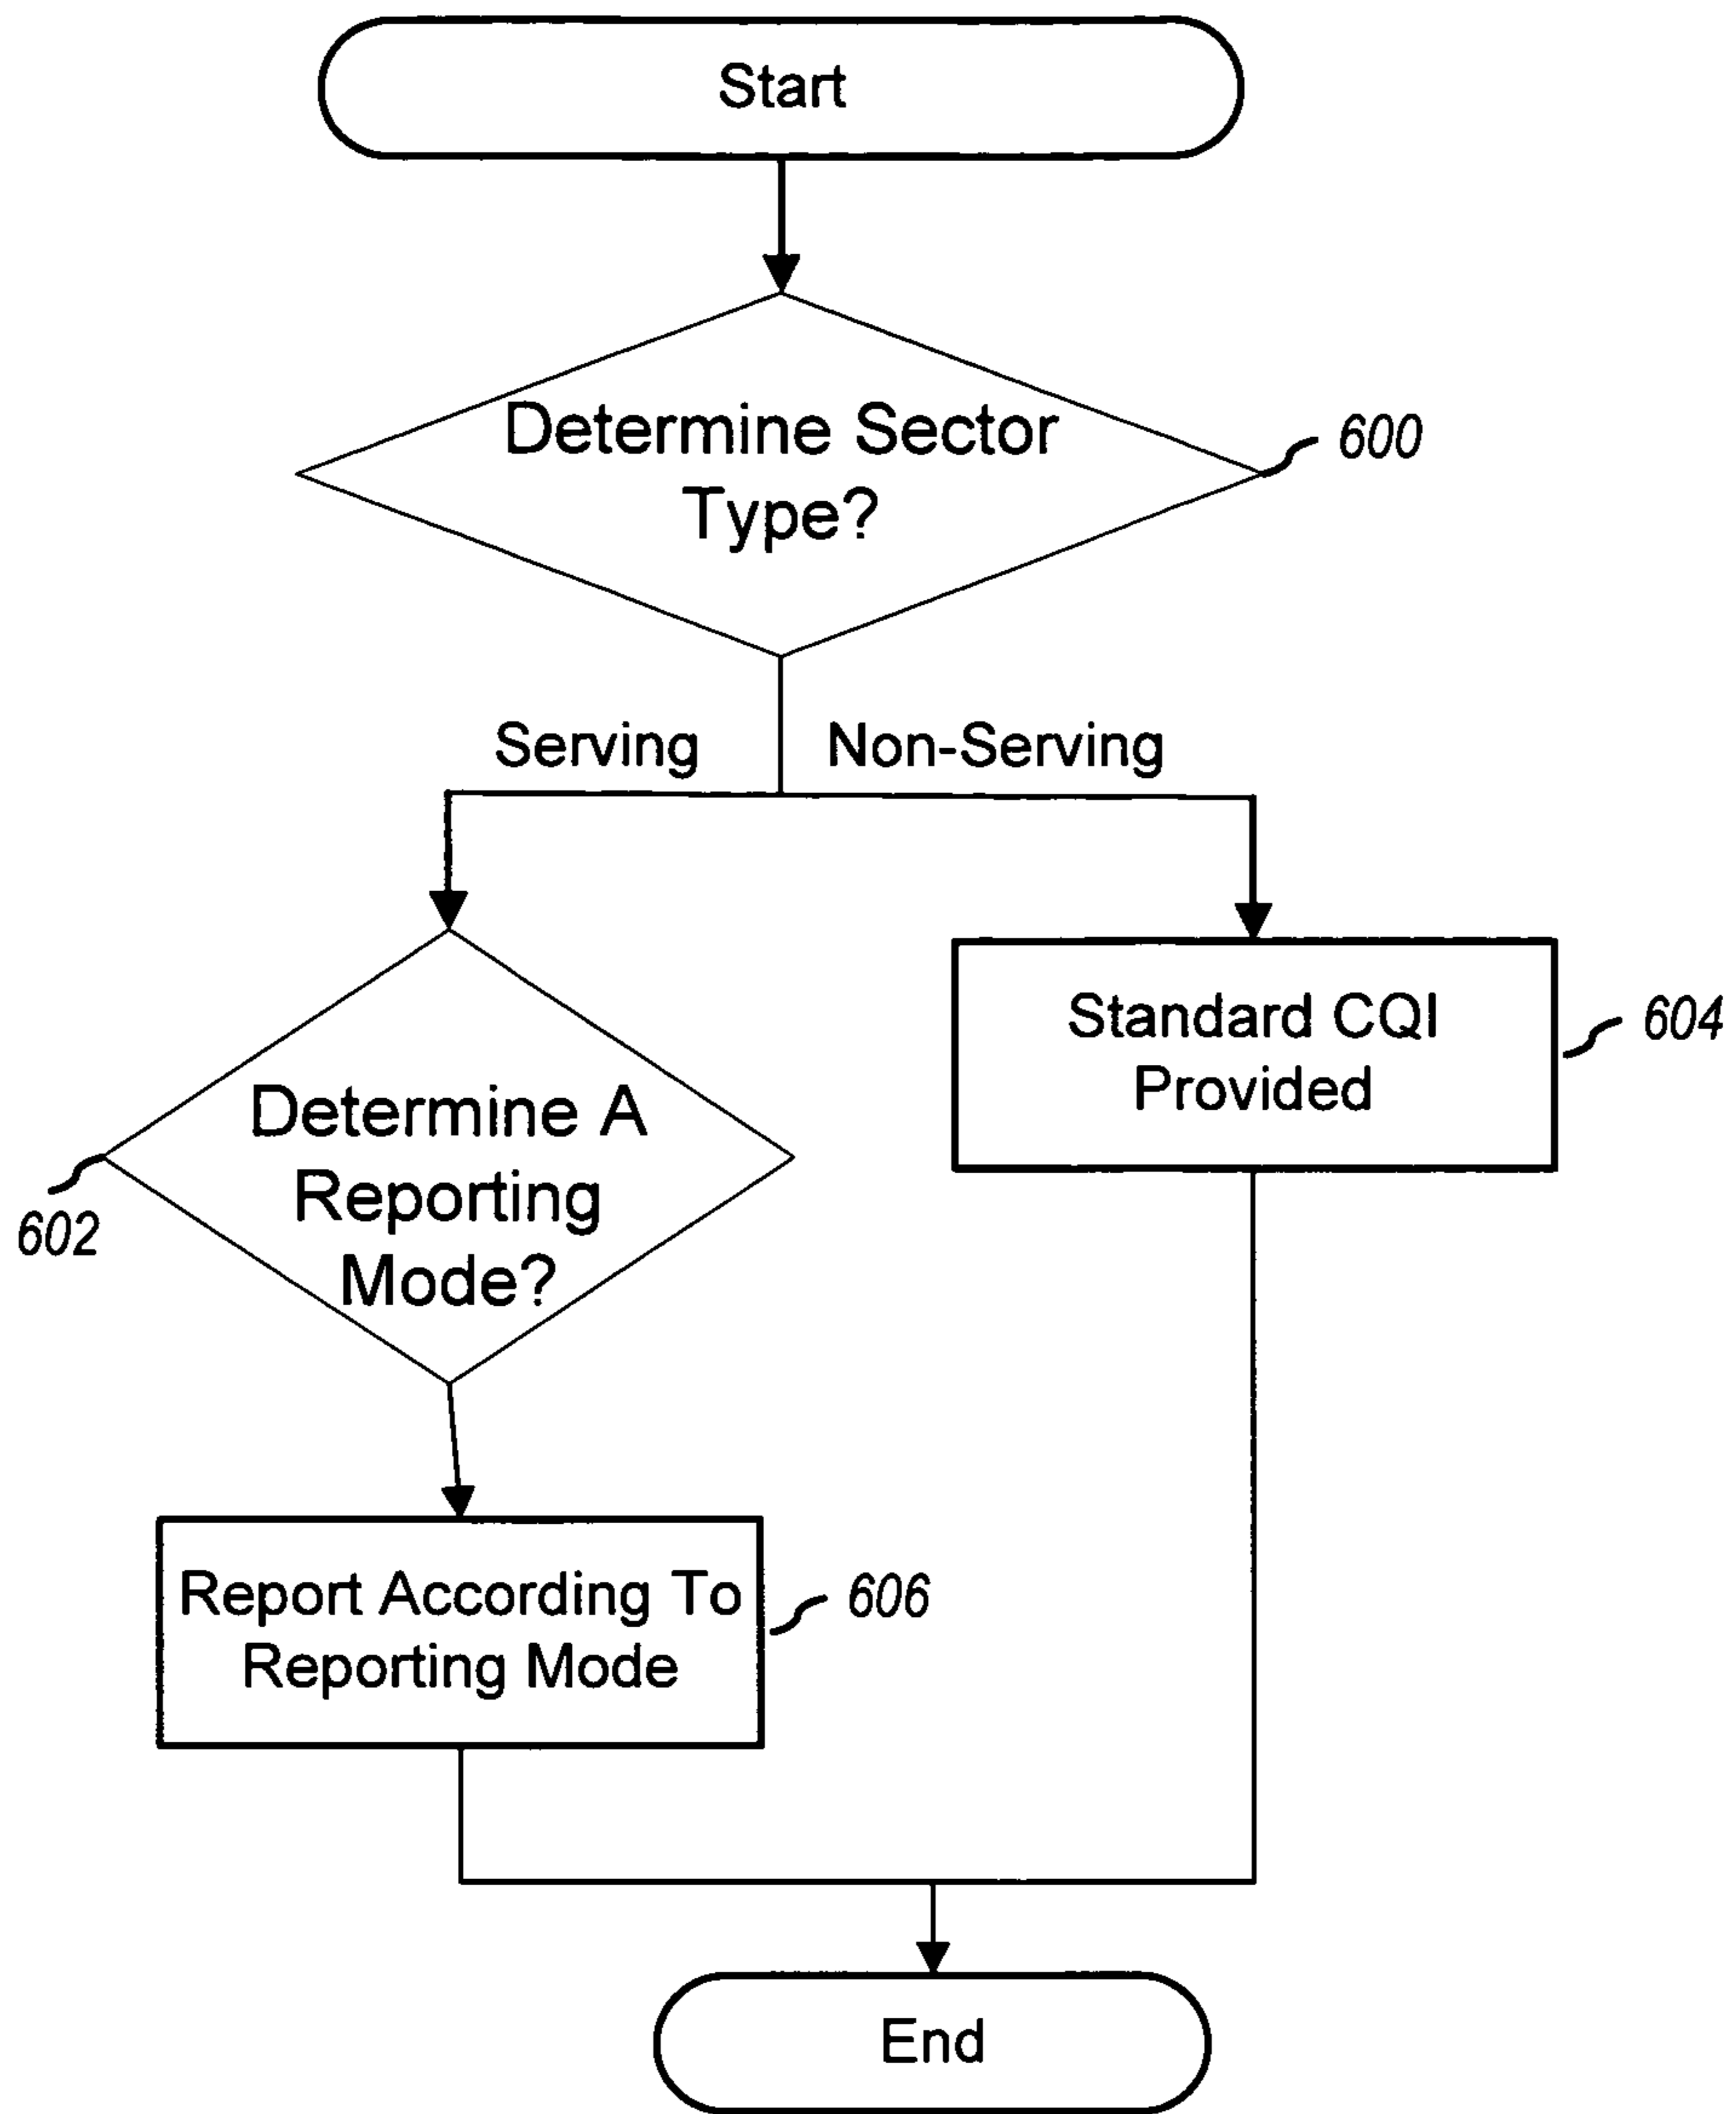 Start
Determine Sector
Type?
600
Serving
Non-Serving
Standard CQI
Provided
604
Determine A
Reporting
Mode?
602
Report According To
Reporting Mode
606
End